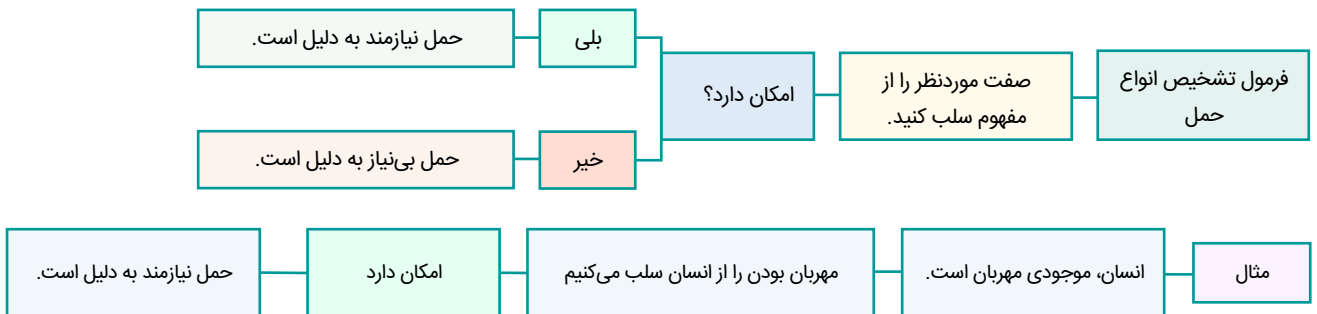 فرمول تشخیص انواع
حمل
صفت موردنظر را از
مفهوم سلب کنید.
امکان دارد؟
بلی
حمل نیازمند به دلیل است.
خیر
حمل بی‌نیاز به دلیل است.
مثال
انسان، موجودی مهربان است.
مهربان بودن را از انسان سلب می‌کنیم
امکان دارد
حمل نیازمند به دلیل است.